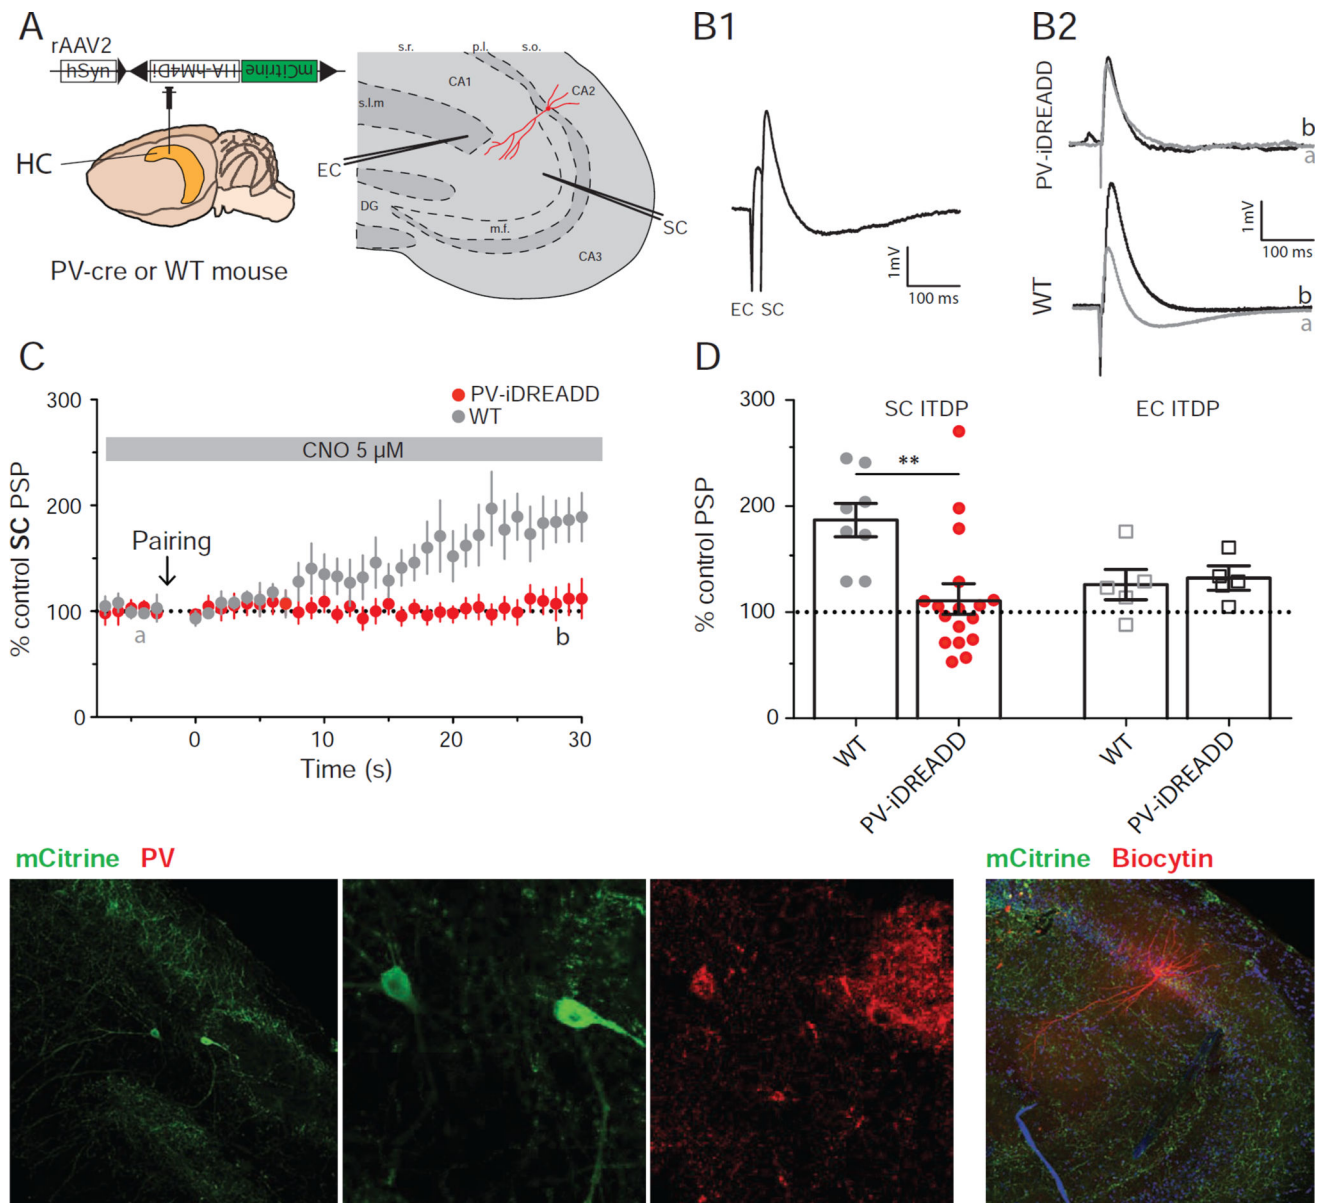 A
rAAV2
hSyn
HA-hM4Di
mCitrine
HC
PV-cre or WT mouse
s.r.
p.l.
s.o.
CA1
CA2
s.l.m
EC
DG
m.f.
SC
CA3
B1
EC SC
1mV
100 ms
B2
PV-iDREADD
b
a
1mV
100 ms
WT
b
a
C
PV-iDREADD
WT
CNO 5 µM
Pairing
a
b
% control SC PSP
300
200
100
0
0 10 20 30
Time (s)
D
SC ITDP EC ITDP
**
% control PSP
300
200
100
0
WT
PV-iDREADD
WT
PV-iDREADD
mCitrine PV
mCitrine Biocytin